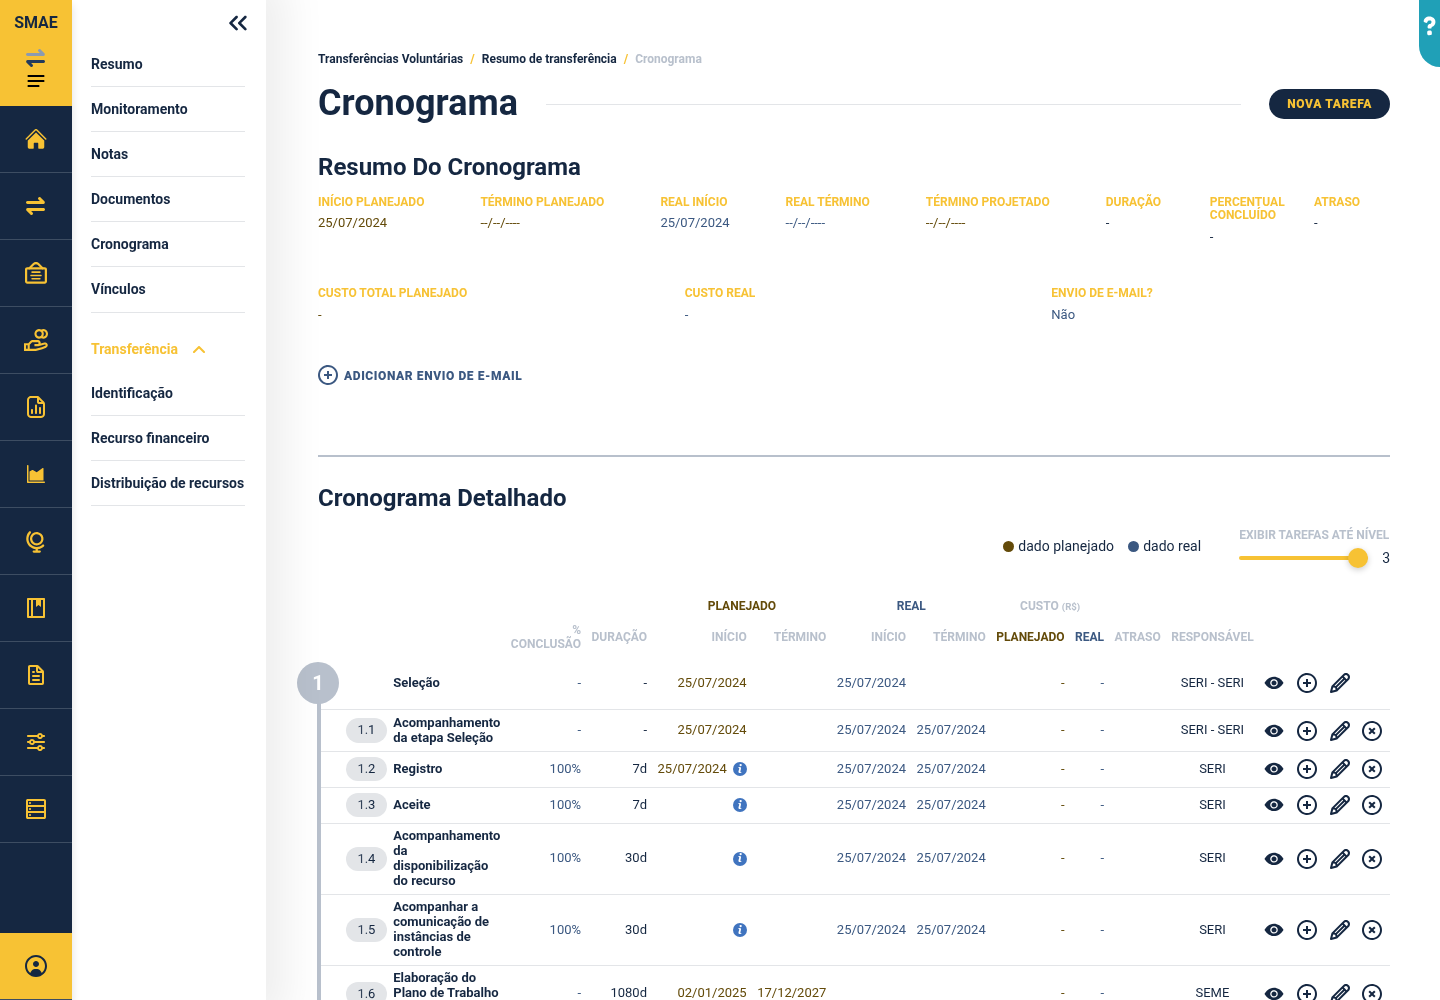 SMAE
Resumo
Monitoramento
Notas
Documentos
Cronograma
Vínculos
Transferência
Identificação
Recurso financeiro
Distribuição de recursos
?
Transferências Voluntárias / Resumo de transferência / Cronograma
Cronograma
NOVA TAREFA
Resumo Do Cronograma
INÍCIO PLANEJADO TÉRMINO PLANEJADO REAL INÍCIO REAL TÉRMINO TÉRMINO PROJETADO DURAÇÃO PERCENTUAL CONCLUÍDO ATRASO
25/07/2024 --/--/---- 25/07/2024 --/--/---- --/--/---- - - -
CUSTO TOTAL PLANEJADO CUSTO REAL ENVIO DE E-MAIL?
- - Não
ADICIONAR ENVIO DE E-MAIL
Cronograma Detalhado
dado planejado dado real
EXIBIR TAREFAS ATÉ NÍVEL
3
PLANEJADO REAL CUSTO (R$)
% CONCLUSÃO DURAÇÃO INÍCIO TÉRMINO INÍCIO TÉRMINO PLANEJADO REAL ATRASO RESPONSÁVEL
1 Seleção - - 25/07/2024 25/07/2024 - - SERI - SERI
1.1 Acompanhamento
da etapa Seleção - - 25/07/2024 25/07/2024 25/07/2024 - - SERI - SERI
1.2 Registro 100% 7d 25/07/2024 i 25/07/2024 25/07/2024 - - SERI
1.3 Aceite 100% 7d i 25/07/2024 25/07/2024 - - SERI
1.4 Acompanhamento
da
disponibilização
do recurso 100% 30d i 25/07/2024 25/07/2024 - - SERI
1.5 Acompanhar a
comunicação de
instâncias de
controle 100% 30d i 25/07/2024 25/07/2024 - - SERI
1.6 Elaboração do
Plano de Trabalho - 1080d 02/01/2025 17/12/2027 - - SEME